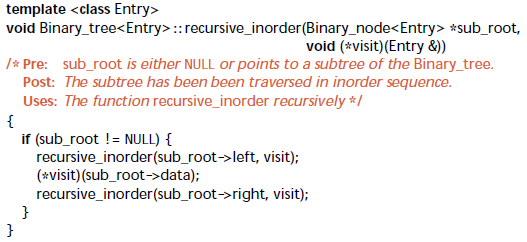 template <class Entry>
void Binary_tree<Entry>::recursive_inorder(Binary_node<Entry> *sub_root,
void (*visit)(Entry &))
/* Pre: sub_root is either NULL or points to a subtree of the Binary_tree.
Post: The subtree has been been traversed in inorder sequence.
Uses: The function recursive_inorder recursively */
{
if (sub_root != NULL) {
recursive_inorder(sub_root->left, visit);
(*visit)(sub_root->data);
recursive_inorder(sub_root->right, visit);
}
}